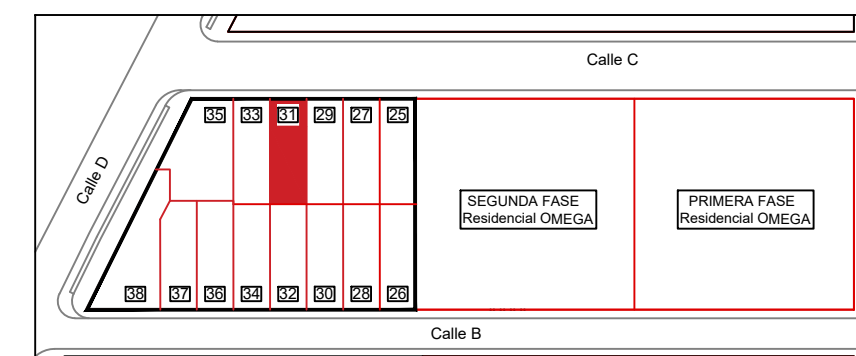 Calle C
35 33 31 29 27 25
Calle D
SEGUNDA FASE
Residencial OMEGA
PRIMERA FASE
Residencial OMEGA
38 37 36 34 32 30 28 26
Calle B